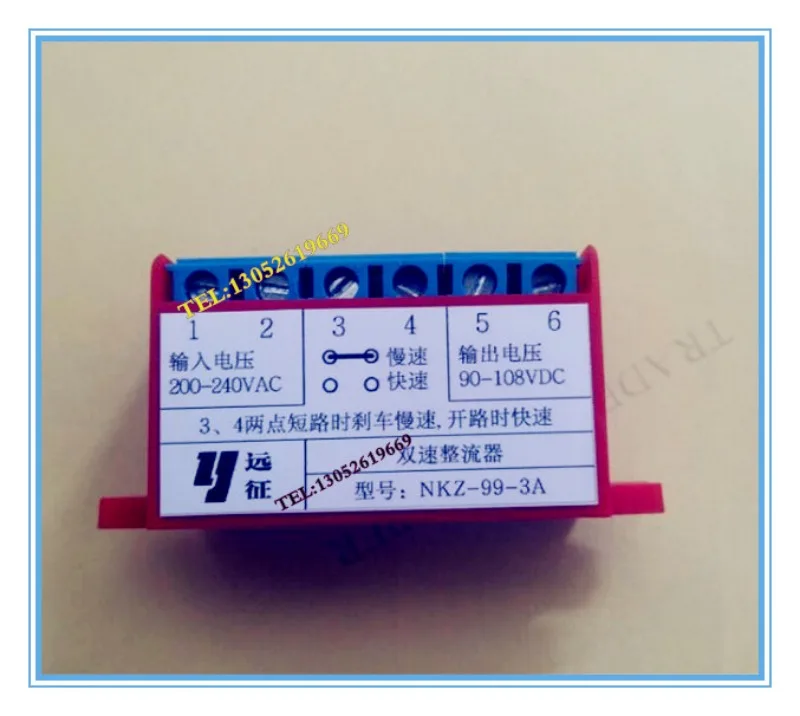 TEL:13052619669
1 2 3 4 5 6
输入电压
200-240VAC
慢速
快速
输出电压
90-108VDC
3、4两点短路时刹车慢速,开路时快速
远征
双速整流器
TEL:13052619669
型号: NKZ-99-3A
TRADER